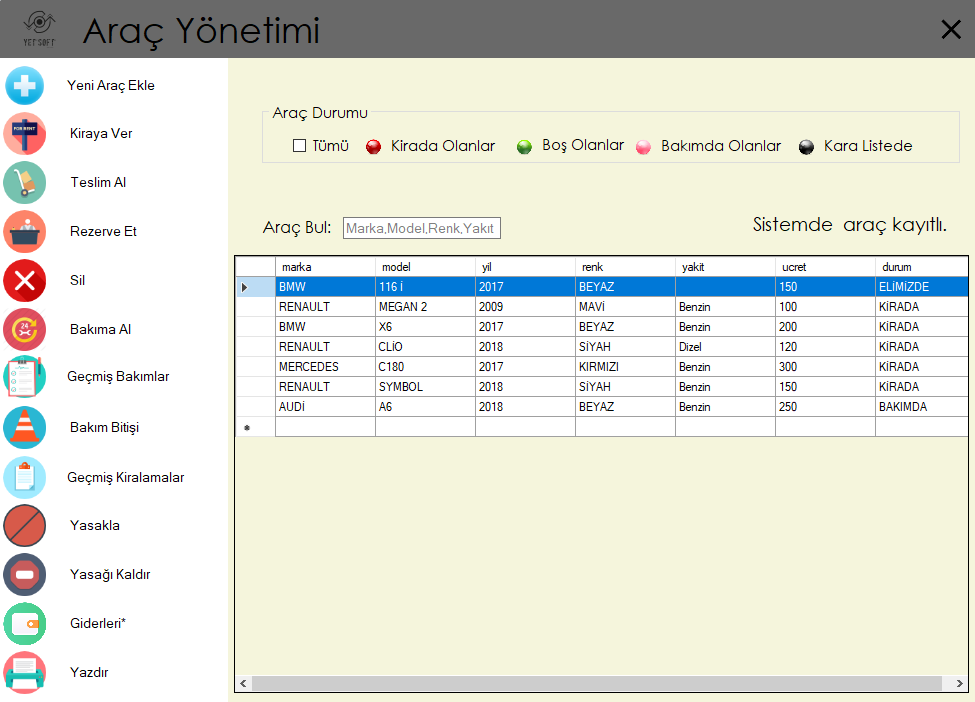 YETSOFT
Araç Yönetimi
Yeni Araç Ekle
FOR RENT
Kiraya Ver
Teslim Al
Rezerve Et
Sil
24
Bakıma Al
Geçmiş Bakımlar
Bakım Bitişi
Geçmiş Kiralamalar
Yasakla
Yasağı Kaldır
Giderleri*
Yazdır
Araç Durumu
Tümü Kirada Olanlar Boş Olanlar Bakımda Olanlar Kara Listede
Araç Bul: Marka,Model,Renk,Yakıt
Sistemde araç kayıtlı.
marka model yil renk yakit ucret durum
BMW 116 İ 2017 BEYAZ 150 ELİMİZDE
RENAULT MEGAN 2 2009 MAVİ Benzin 100 KİRADA
BMW X6 2017 BEYAZ Benzin 200 KİRADA
RENAULT CLİO 2018 SİYAH Dizel 120 KİRADA
MERCEDES C180 2017 KIRMIZI Benzin 300 KİRADA
RENAULT SYMBOL 2018 SİYAH Benzin 150 KİRADA
AUDİ A6 2018 BEYAZ Benzin 250 BAKIMDA